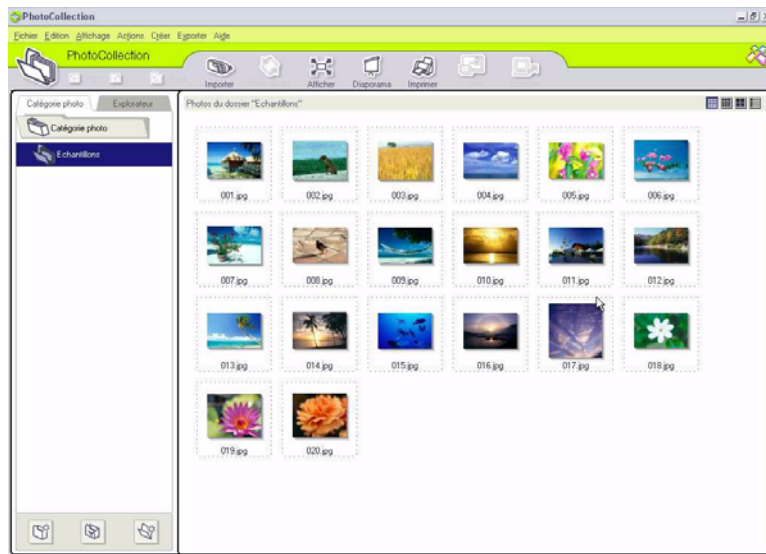 PhotoCollection
Fichier Edition Affichage Actions Créer Exporter Aide
PhotoCollection
Importer Afficher Diaporama Imprimer
Catégorie photo Explorateur
Photos du dossier "Echantillons"
Catégorie photo
Echantillons
001.jpg 002.jpg 003.jpg 004.jpg 005.jpg 006.jpg
007.jpg 008.jpg 009.jpg 010.jpg 011.jpg 012.jpg
013.jpg 014.jpg 015.jpg 016.jpg 017.jpg 018.jpg
019.jpg 020.jpg